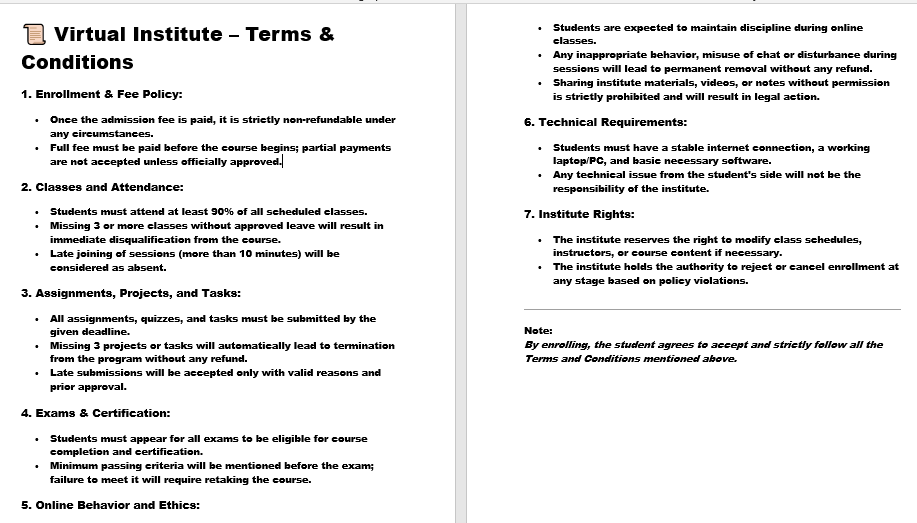 📜 Virtual Institute – Terms &
Conditions
1. Enrollment & Fee Policy:
• Once the admission fee is paid, it is strictly non-refundable under
any circumstances.
• Full fee must be paid before the course begins; partial payments
are not accepted unless officially approved.
2. Classes and Attendance:
• Students must attend at least 90% of all scheduled classes.
• Missing 3 or more classes without approved leave will result in
immediate disqualification from the course.
• Late joining of sessions (more than 10 minutes) will be
considered as absent.
3. Assignments, Projects, and Tasks:
• All assignments, quizzes, and tasks must be submitted by the
given deadline.
• Missing 3 projects or tasks will automatically lead to termination
from the program without any refund.
• Late submissions will be accepted only with valid reasons and
prior approval.
4. Exams & Certification:
• Students must appear for all exams to be eligible for course
completion and certification.
• Minimum passing criteria will be mentioned before the exam;
failure to meet it will require retaking the course.
5. Online Behavior and Ethics:
• Students are expected to maintain discipline during online
classes.
• Any inappropriate behavior, misuse of chat or disturbance during
sessions will lead to permanent removal without any refund.
• Sharing institute materials, videos, or notes without permission
is strictly prohibited and will result in legal action.
6. Technical Requirements:
• Students must have a stable internet connection, a working
laptop/PC, and basic necessary software.
• Any technical issue from the student's side will not be the
responsibility of the institute.
7. Institute Rights:
• The institute reserves the right to modify class schedules,
instructors, or course content if necessary.
• The institute holds the authority to reject or cancel enrollment at
any stage based on policy violations.
Note:
By enrolling, the student agrees to accept and strictly follow all the
Terms and Conditions mentioned above.